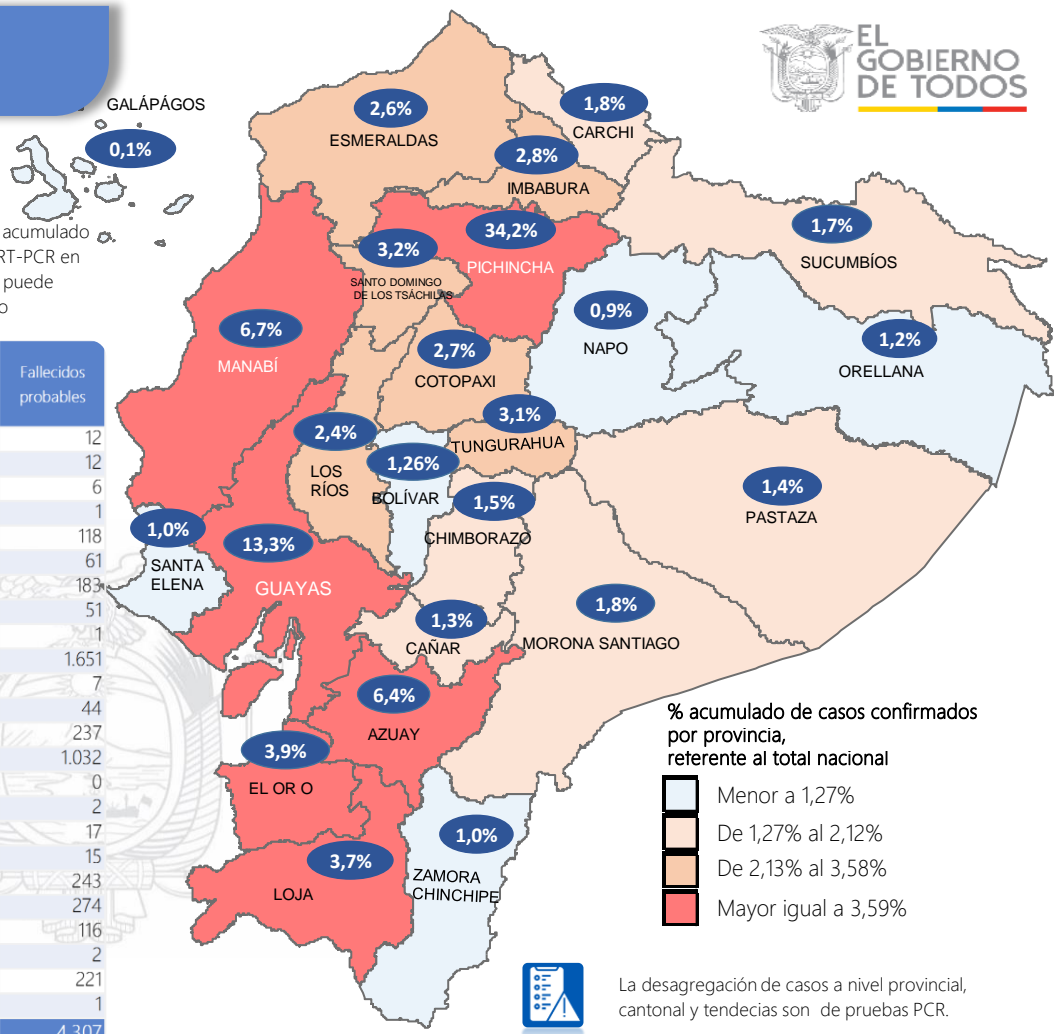 EL
GOBIERNO
DE TODOS
GALÁPÁGOS
0,1%
acumulado
RT-PCR en
puede
2,6%
ESMERALDAS
1,8%
CARCHI
2,8%
IMBABURA
34,2%
PICHINCHA
1,7%
SUCUMBÍOS
3,2%
SANTO DOMINGO
DE LOS TSÁCHILAS
6,7%
MANABÍ
0,9%
NAPO
1,2%
ORELLANA
2,7%
COTOPAXI
3,1%
TUNGURAHUA
2,4%
LOS
RÍOS
1,26%
BOLÍVAR
1,5%
CHIMBORAZO
1,4%
PASTAZA
1,0%
SANTA
ELENA
13,3%
GUAYAS
1,3%
CAÑAR
1,8%
MORONA SANTIAGO
6,4%
AZUAY
3,9%
EL OR O
3,7%
LOJA
1,0%
ZAMORA
CHINCHIPE
Fallecidos
probables
12
12
6
1
118
61
183
51
1
1.651
7
44
237
1.032
0
2
17
15
243
274
116
2
221
1
4.307
% acumulado de casos confirmados
por provincia,
referente al total nacional
Menor a 1,27%
De 1,27% al 2,12%
De 2,13% al 3,58%
Mayor igual a 3,59%
La desagregación de casos a nivel provincial,
cantonal y tendecias son de pruebas PCR.